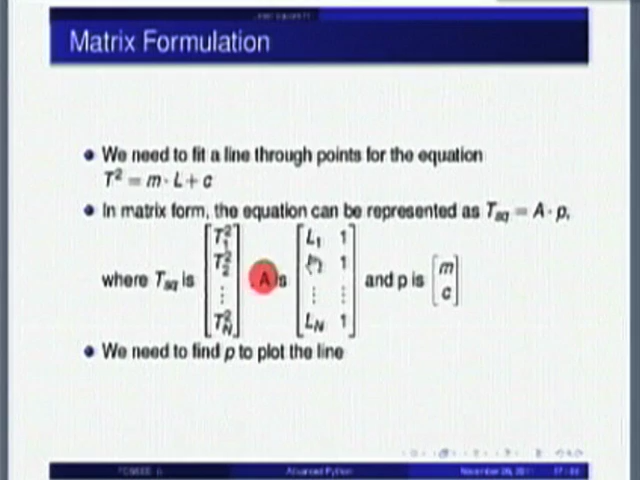 Matrix Formulation
We need to fit a line through points for the equation
T² = m · L + c
In matrix form, the equation can be represented as T_sq = A · p,
where T_sq is [T₁² T₂² ⋮ T_N²] , A is [L₁ 1 1 ⋮ ⋮ L_N 1] and p is [m c]
We need to find p to plot the line
Advanced Python